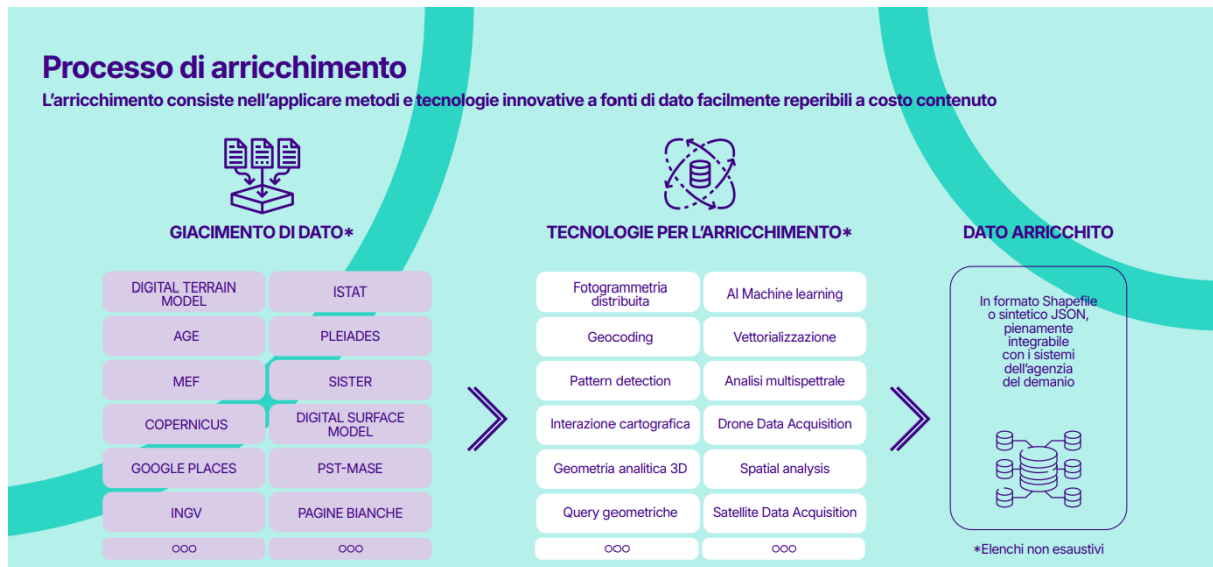 Processo di arricchimento
L'arricchimento consiste nell'applicare metodi e tecnologie innovative a fonti di dato facilmente reperibili a costo contenuto
GIACIMENTO DI DATO*
DIGITAL TERRAIN
MODEL
ISTAT
AGE
PLEIADES
MEF
SISTER
COPERNICUS
DIGITAL SURFACE
MODEL
GOOGLE PLACES
PST-MASE
INGV
PAGINE BIANCHE
ooo
ooo
TECNOLOGIE PER L'ARRICCHIMENTO*
Fotogrammetria
distribuita
AI Machine learning
Geocoding
Vettorializzazione
Pattern detection
Analisi multispettrale
Interazione cartografica
Drone Data Acquisition
Geometria analitica 3D
Spatial analysis
Query geometriche
Satellite Data Acquisition
ooo
ooo
DATO ARRICCHITO
In formato Shapefile
o sintetico JSON,
pienamente
integrabile
con i sistemi
dell'agenzia
del demanio
*Elenchi non esaustivi